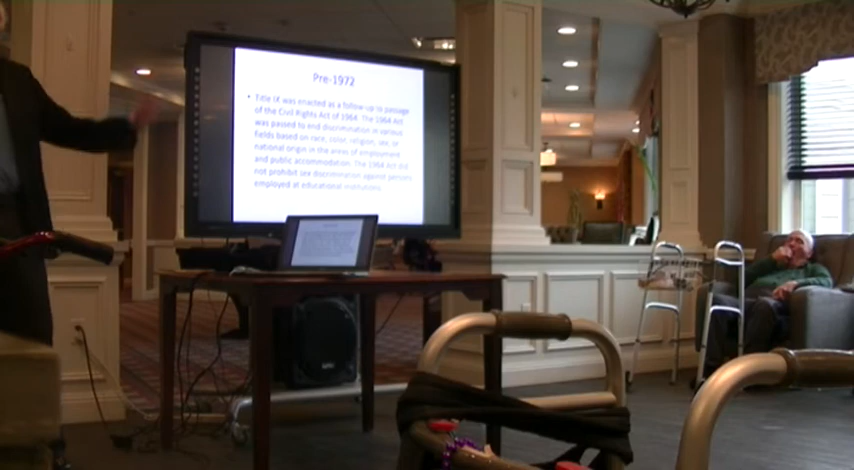 Pre-1972
• Title IX was enacted as a follow-up to passage
of the Civil Rights Act of 1964. The 1964 Act
was passed to end discrimination in various
fields based on race, color, religion, sex, or
national origin in the areas of employment
and public accommodation. The 1964 Act did
not prohibit sex discrimination against persons
employed at educational institutions.